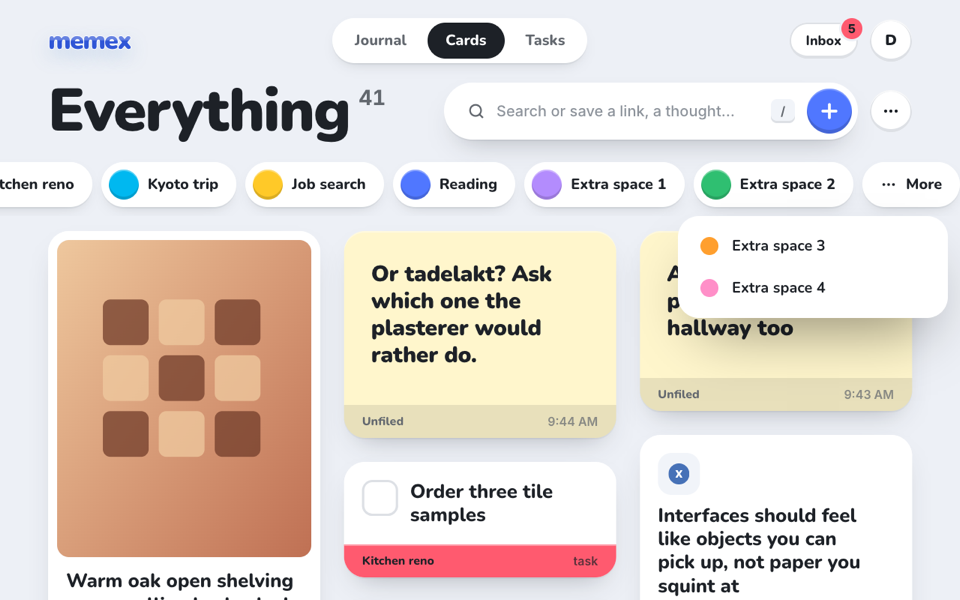 memex
Journal
Cards
Tasks
Inbox
5
D
Everything 41
Search or save a link, a thought...
/
tchen reno
Kyoto trip
Job search
Reading
Extra space 1
Extra space 2
More
Extra space 3
Extra space 4
Or tadelakt? Ask
which one the
plasterer would
rather do.
Unfiled
9:44 AM
hallway too
Unfiled
9:43 AM
Order three tile
samples
Kitchen reno
task
X
Interfaces should feel
like objects you can
pick up, not paper you
squint at
Warm oak open shelving